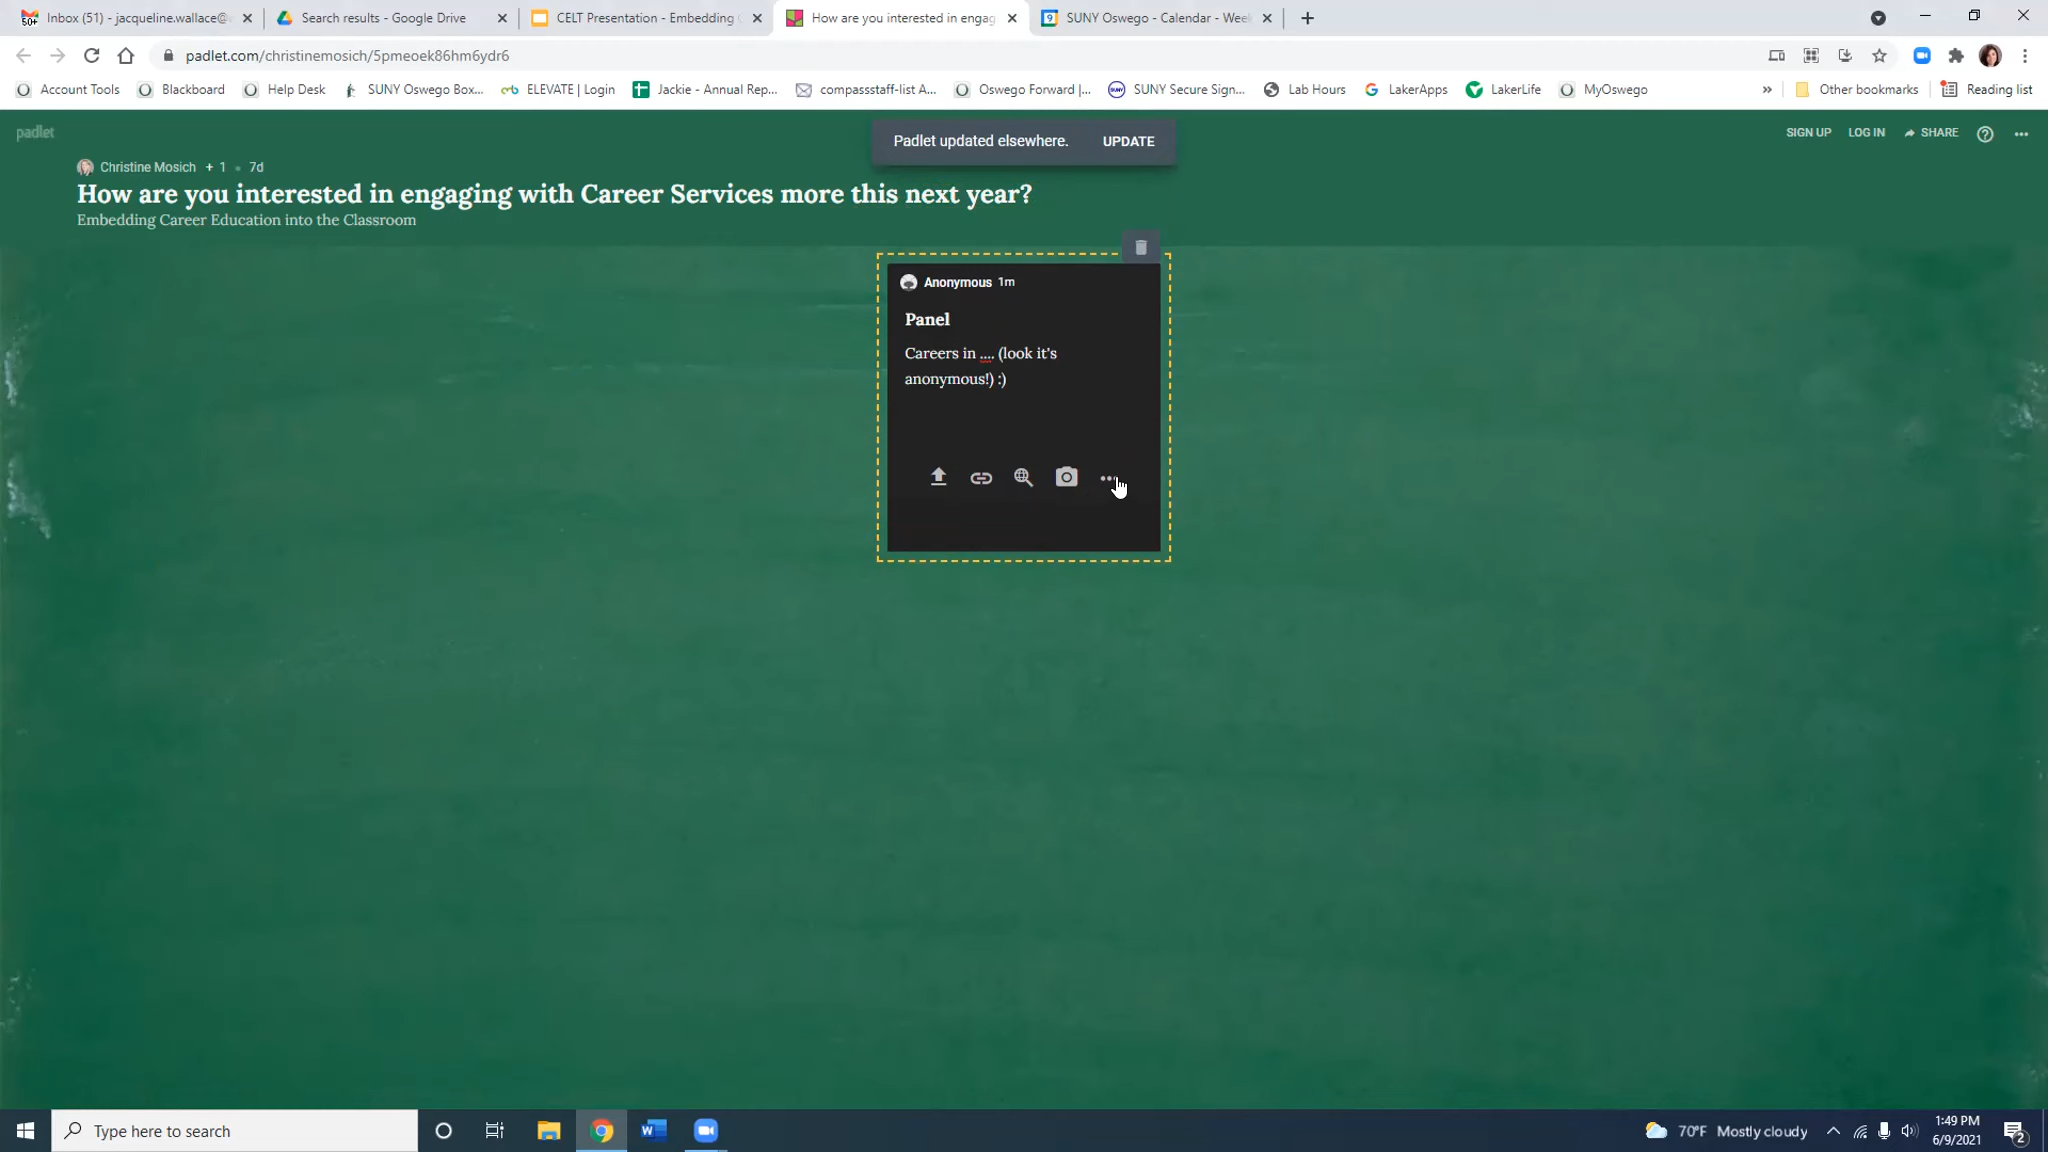 50+
Inbox (51) - jacqueline.wallace@
Search results - Google Drive
CELT Presentation - Embedding
How are you interested in engag
9
SUNY Oswego - Calendar - Wee
padlet.com/christinemosich/5pmeoek86hm6ydr6
Account Tools
Blackboard
Help Desk
SUNY Oswego Box...
ELEVATE | Login
Jackie - Annual Rep...
compassstaff-list A...
Oswego Forward |...
SUNY Secure Sign...
Lab Hours
LakerApps
LakerLife
MyOswego
»
Other bookmarks
Reading list
padlet
Padlet updated elsewhere. UPDATE
SIGN UP LOG IN SHARE
Christine Mosich + 1 • 7d
How are you interested in engaging with Career Services more this next year?
Embedding Career Education into the Classroom
Anonymous 1m
Panel
Careers in .... (look it's
anonymous!) :)
Type here to search
70°F Mostly cloudy
1:49 PM
6/9/2021
2